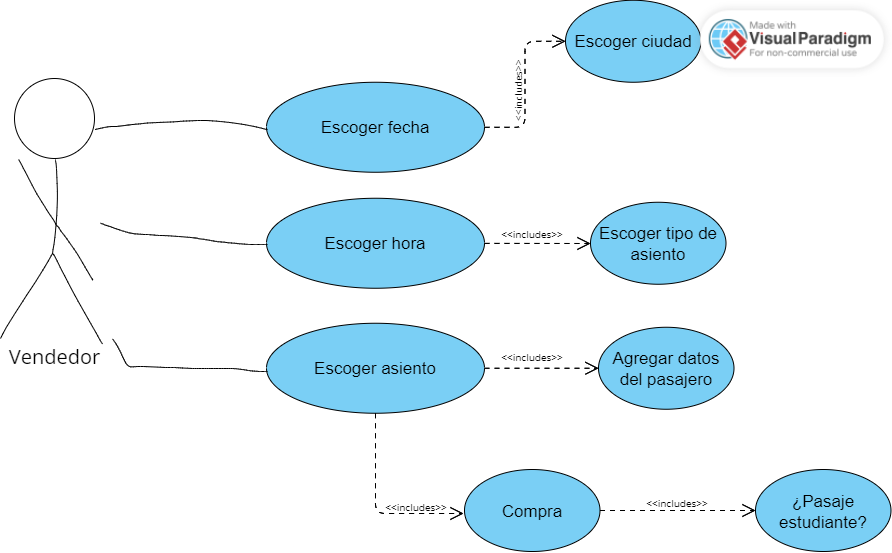 Made with
Visual Paradigm
For non-commercial use
Escoger ciudad
<<includes>>
Escoger fecha
Escoger hora
<<includes>>
Escoger tipo de
asiento
Vendedor
Escoger asiento
<<includes>>
Agregar datos
del pasajero
<<includes>>
Compra
<<includes>>
¿Pasaje
estudiante?